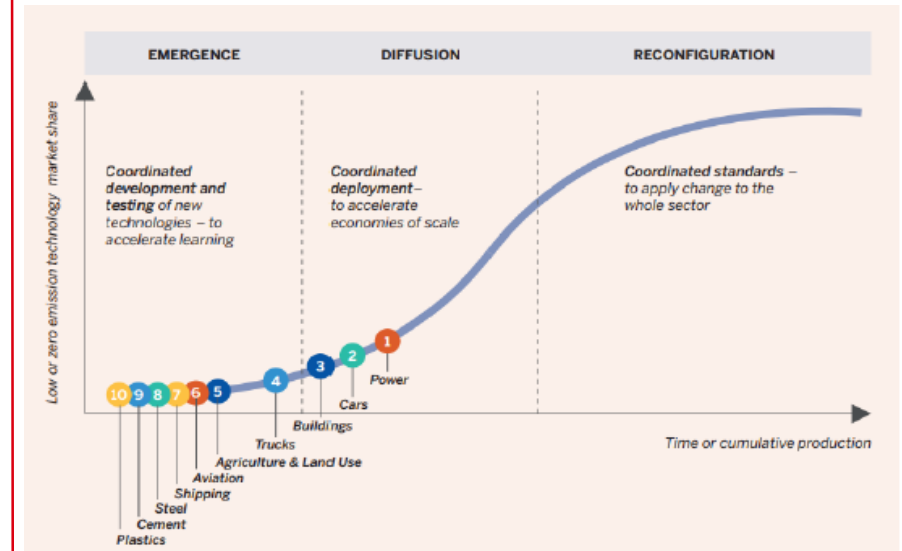 EMERGENCE
DIFFUSION
RECONFIGURATION
Low or zero emission technology market share
Coordinated
development and
testing of new
technologies – to
accelerate learning
Coordinated
deployment–
to accelerate
economies of scale
Coordinated standards –
to apply change to the
whole sector
10
9
8
7
6
5
4
3
2
1
Power
Cars
Buildings
Trucks
Agriculture & Land Use
Aviation
Shipping
Steel
Cement
Plastics
Time or cumulative production